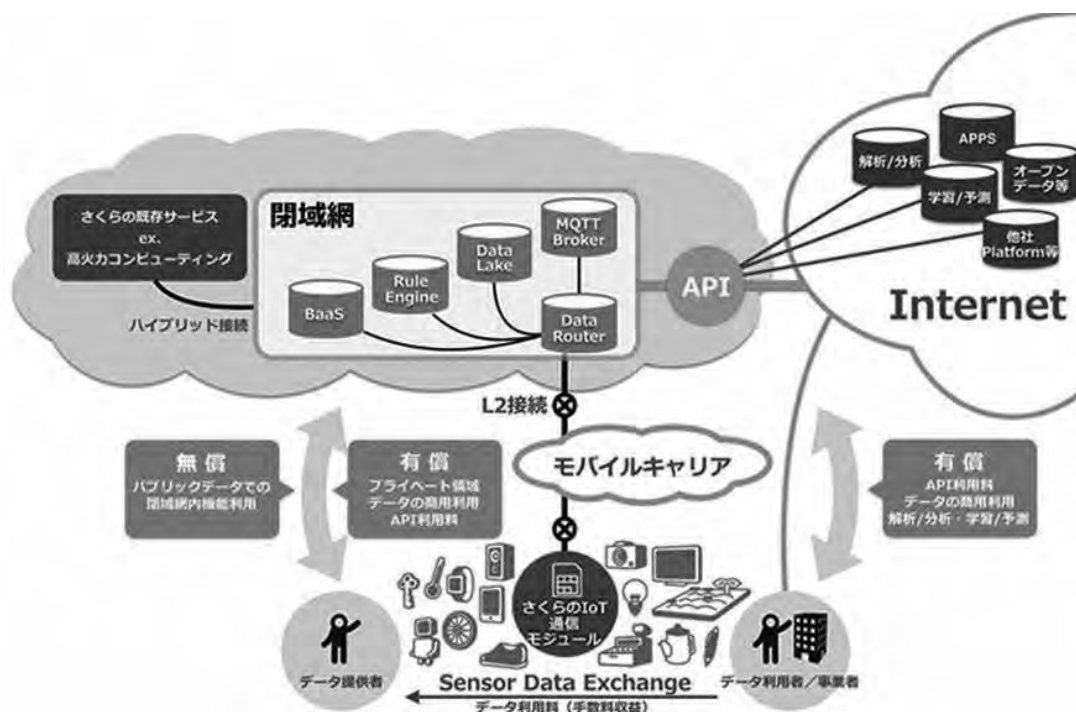 解析/分析
APPS
オープン
データ等
学習/予測
他社
Platform等
Internet
さくらの既存サービス
ex.
高火力コンピューティング
ハイブリッド接続
閉域網
MQTT
Broker
Data
Lake
Rule
Engine
BaaS
Data
Router
API
L2接続
モバイルキャリア
無償
パブリックデータでの
閉域網内機能利用
有償
プライベート領域
データの商用利用
API利用料
有償
API利用料
データの商用利用
解析/分析・学習/予測
さくらのIoT
通信
モジュール
データ提供者
Sensor Data Exchange
データ利用料（手数料収益）
データ利用者／事業者